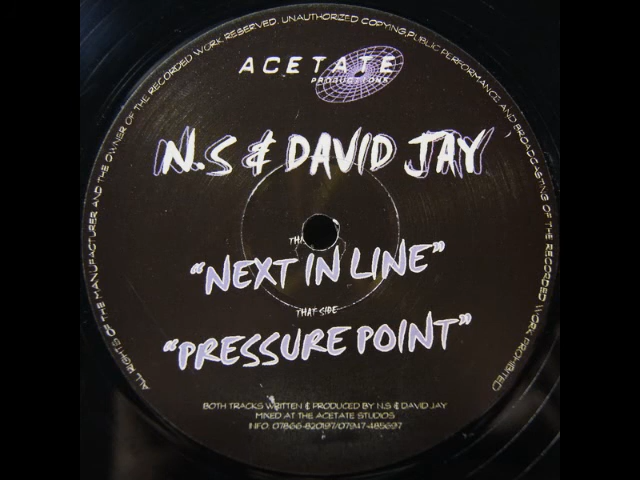 ALL RIGHTS OF THE MANUFACTURER AND THE OWNER OF THE RECORDED WORK RESERVED. UNAUTHORIZED COPYING,PUBLIC PERFORMANCE AND BROADCASTING OF THE RECORDED WORK PROHIBITED
ACETATE
PRODUCTIONS
N.S & DAVID JAY
"NEXT IN LINE"
THAT SIDE
"PRESSURE POINT"
BOTH TRACKS WRITTEN & PRODUCED BY N.S & DAVID JAY
MIXED AT THE ACETATE STUDIOS
INFO: 07866-820197/07947-485697